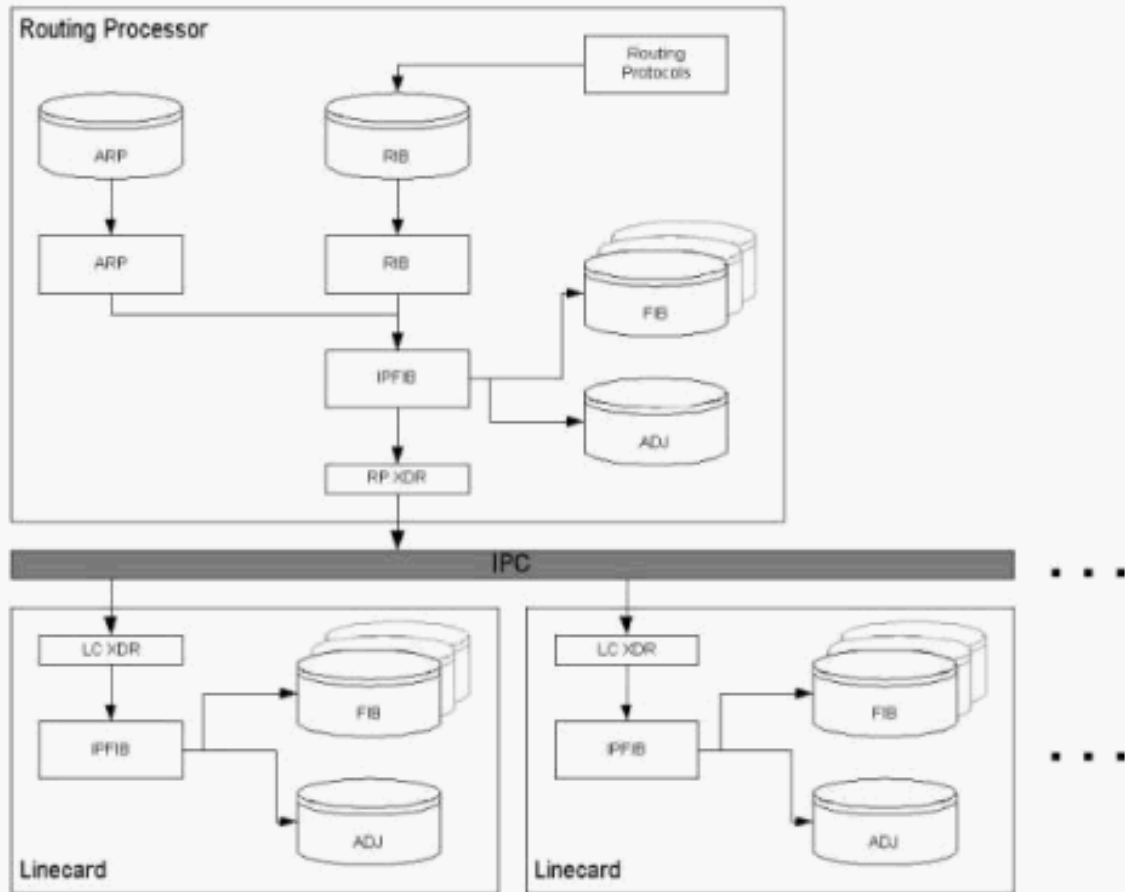 Routing Processor
Routing
Protocols
ARP
RIB
ARP
RIB
FIB
IPFIB
ADJ
RP XDR
IPC
LC XDR
LC XDR
FIB
FIB
IPFIB
IPFIB
ADJ
ADJ
Linecard
Linecard